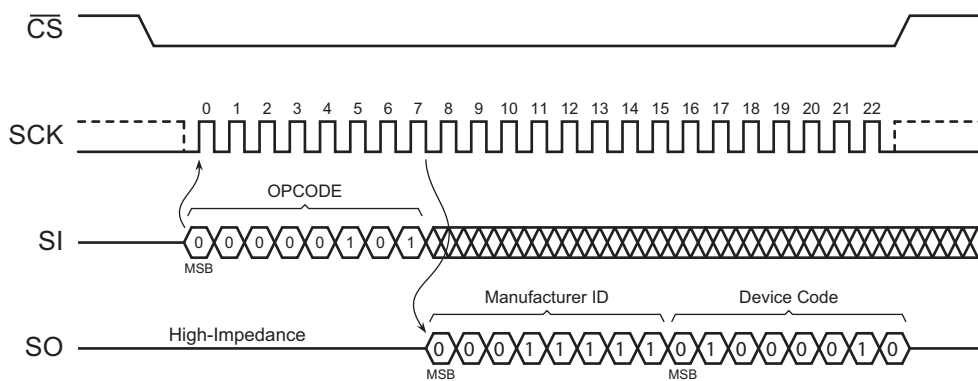 CS
0 1 2 3 4 5 6 7 8 9 10 11 12 13 14 15 16 17 18 19 20 21 22
SCK
OPCODE
SI 0 0 0 0 0 1 0 1
MSB
Manufacturer ID Device Code
High-Impedance
SO 0 0 0 1 1 1 1 1 0 1 0 0 0 0 1 0
MSB MSB